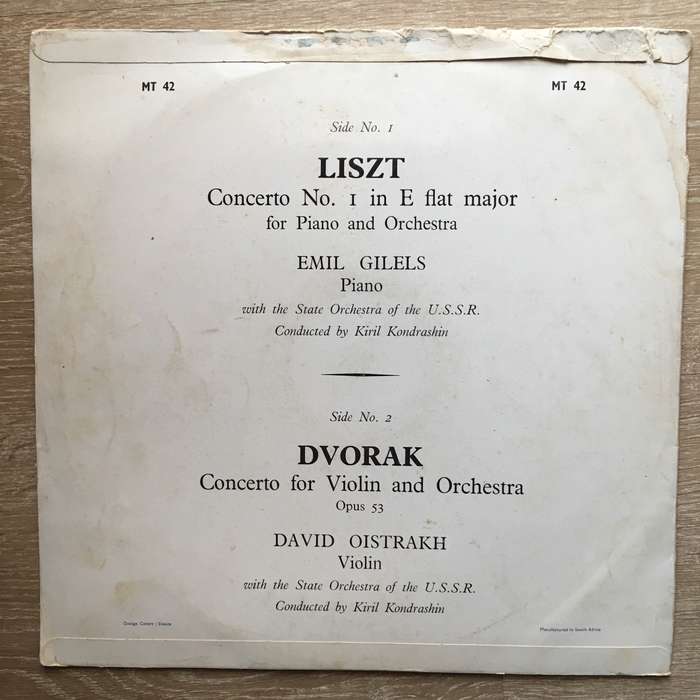 MT 42
MT 42
Side No. 1
LISZT
Concerto No. 1 in E flat major
for Piano and Orchestra
EMIL GILELS
Piano
with the State Orchestra of the U.S.S.R.
Conducted by Kiril Kondrashin
Side No. 2
DVORAK
Concerto for Violin and Orchestra
Opus 53
DAVID OISTRAKH
Violin
with the State Orchestra of the U.S.S.R.
Conducted by Kiril Kondrashin
Manufactured in South Africa